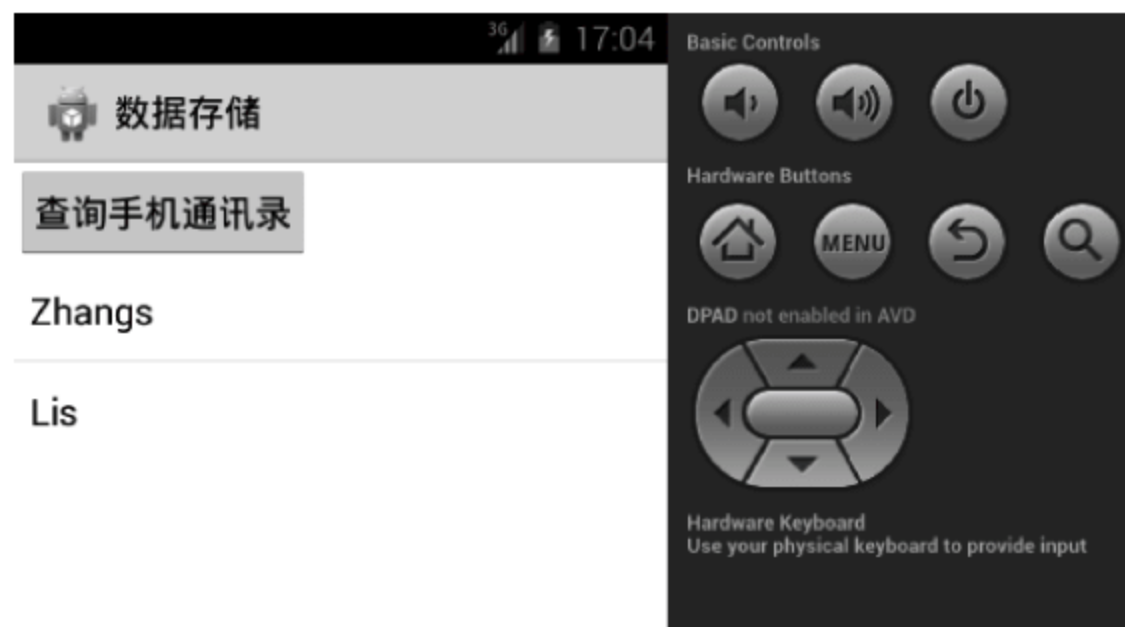 3G 17:04
数据存储
查询手机通讯录
Zhangs
Lis
Basic Controls
Hardware Buttons
MENU
DPAD not enabled in AVD
Hardware Keyboard
Use your physical keyboard to provide input